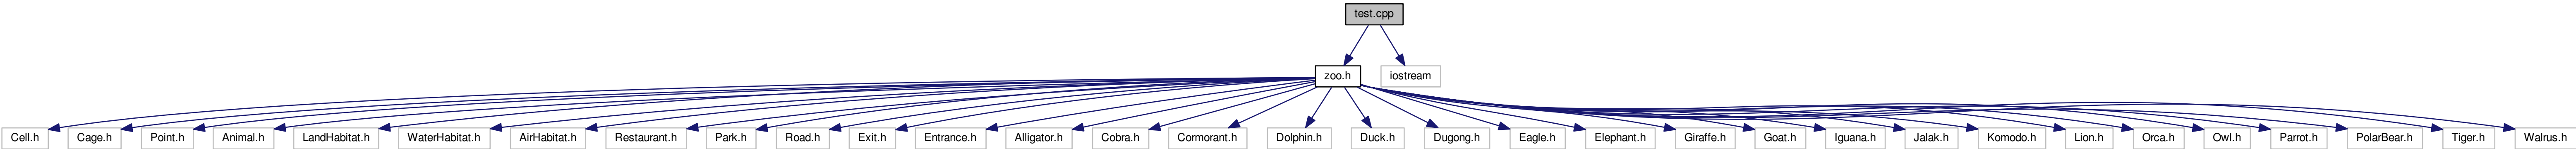 test.cpp
zoo.h
iostream
Cell.h
Cage.h
Point.h
Animal.h
LandHabitat.h
WaterHabitat.h
AirHabitat.h
Restaurant.h
Park.h
Road.h
Exit.h
Entrance.h
Alligator.h
Cobra.h
Cormorant.h
Dolphin.h
Duck.h
Dugong.h
Eagle.h
Elephant.h
Giraffe.h
Goat.h
Iguana.h
Jalak.h
Komodo.h
Lion.h
Orca.h
Owl.h
Parrot.h
PolarBear.h
Tiger.h
Walrus.h